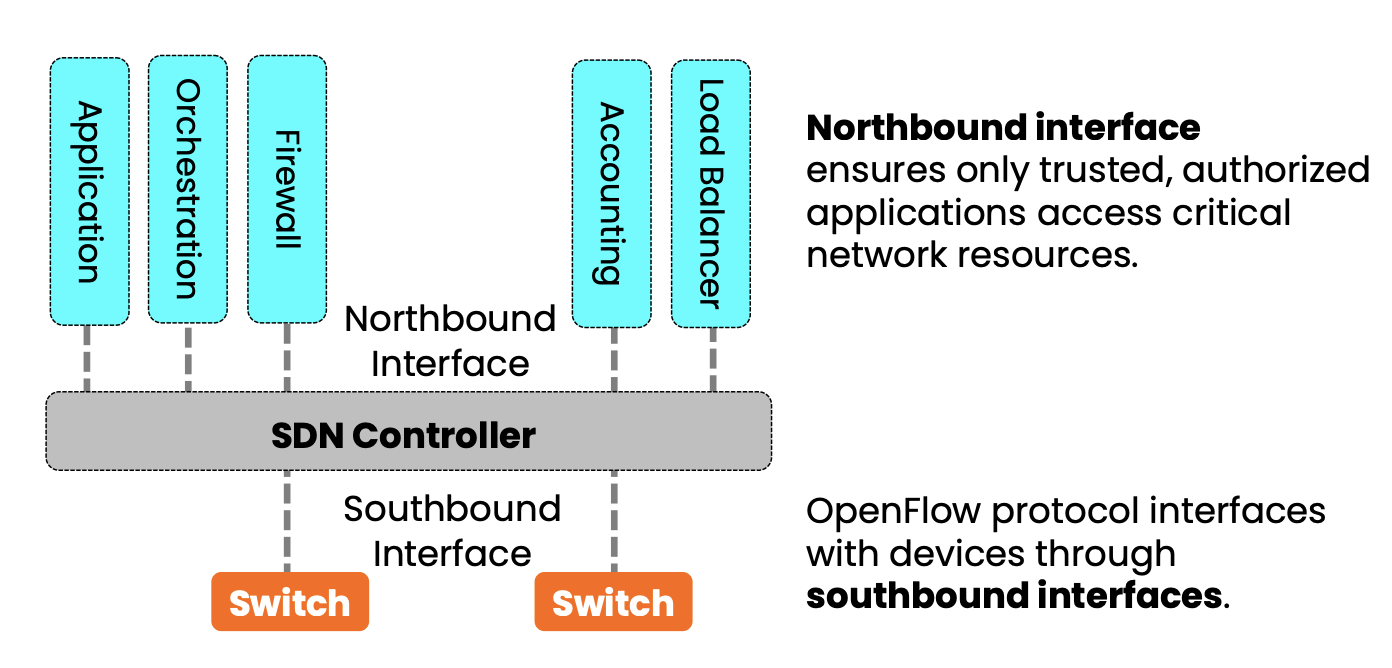 Application
Orchestration
Firewall
Accounting
Load Balancer
Northbound
Interface
SDN Controller
Southbound
Interface
Switch
Switch
Northbound interface
ensures only trusted, authorized
applications access critical
network resources.
OpenFlow protocol interfaces
with devices through
southbound interfaces.